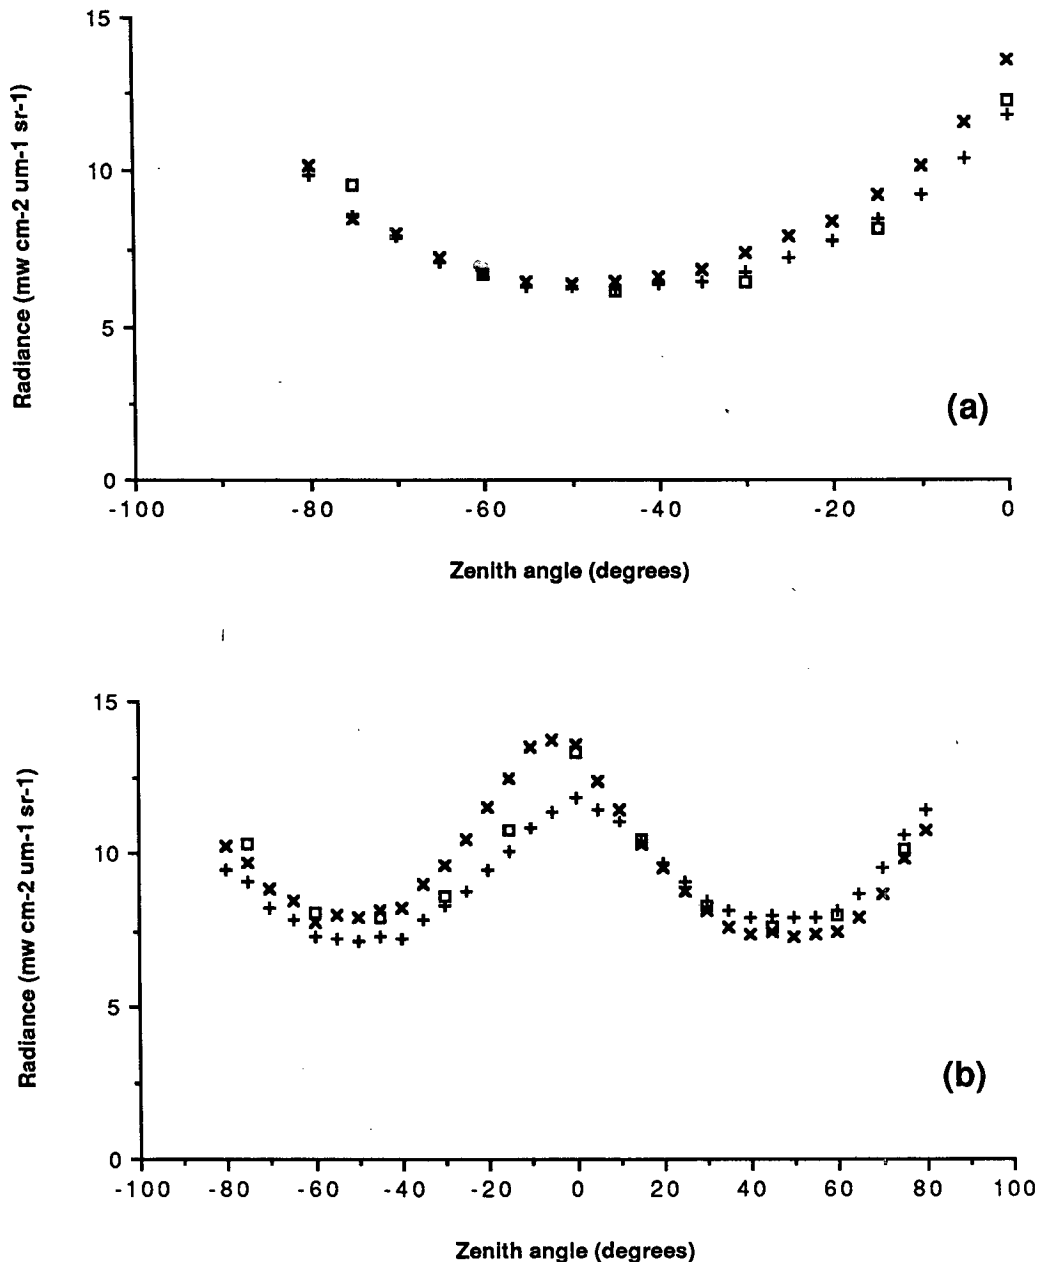 15
10
5
0
Radiance (mw cm-2 um-1 sr-1)
-100 -80 -60 -40 -20 0
Zenith angle (degrees)
(a)
15
10
5
0
Radiance (mw cm-2 um-1 sr-1)
-100 -80 -60 -40 -20 0 20 40 60 80 100
Zenith angle (degrees)
(b)